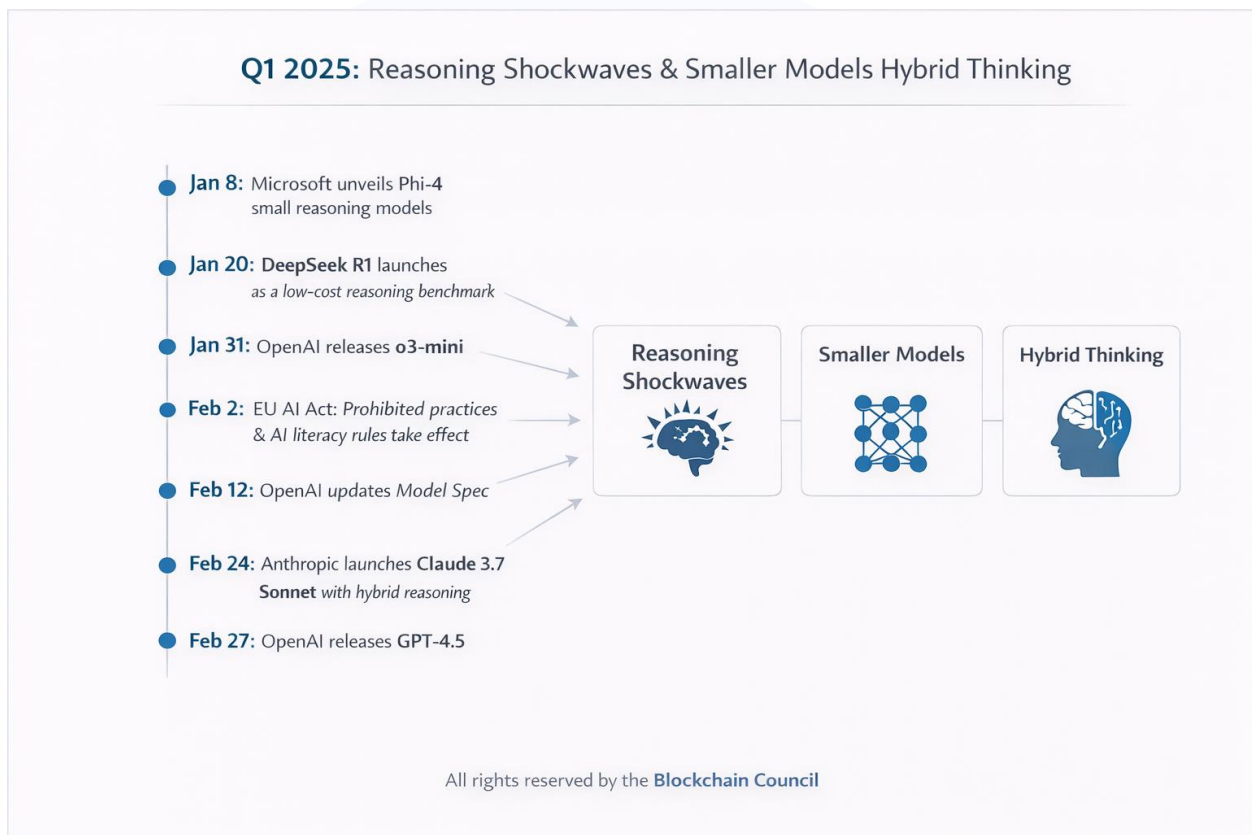 Q1 2025: Reasoning Shockwaves & Smaller Models Hybrid Thinking
Jan 8: Microsoft unveils Phi-4
small reasoning models
Jan 20: DeepSeek R1 launches
as a low-cost reasoning benchmark
Jan 31: OpenAI releases o3-mini
Feb 2: EU AI Act: Prohibited practices
& AI literacy rules take effect
Feb 12: OpenAI updates Model Spec
Feb 24: Anthropic launches Claude 3.7
Sonnet with hybrid reasoning
Feb 27: OpenAI releases GPT-4.5
Reasoning
Shockwaves
Smaller Models
Hybrid Thinking
All rights reserved by the Blockchain Council